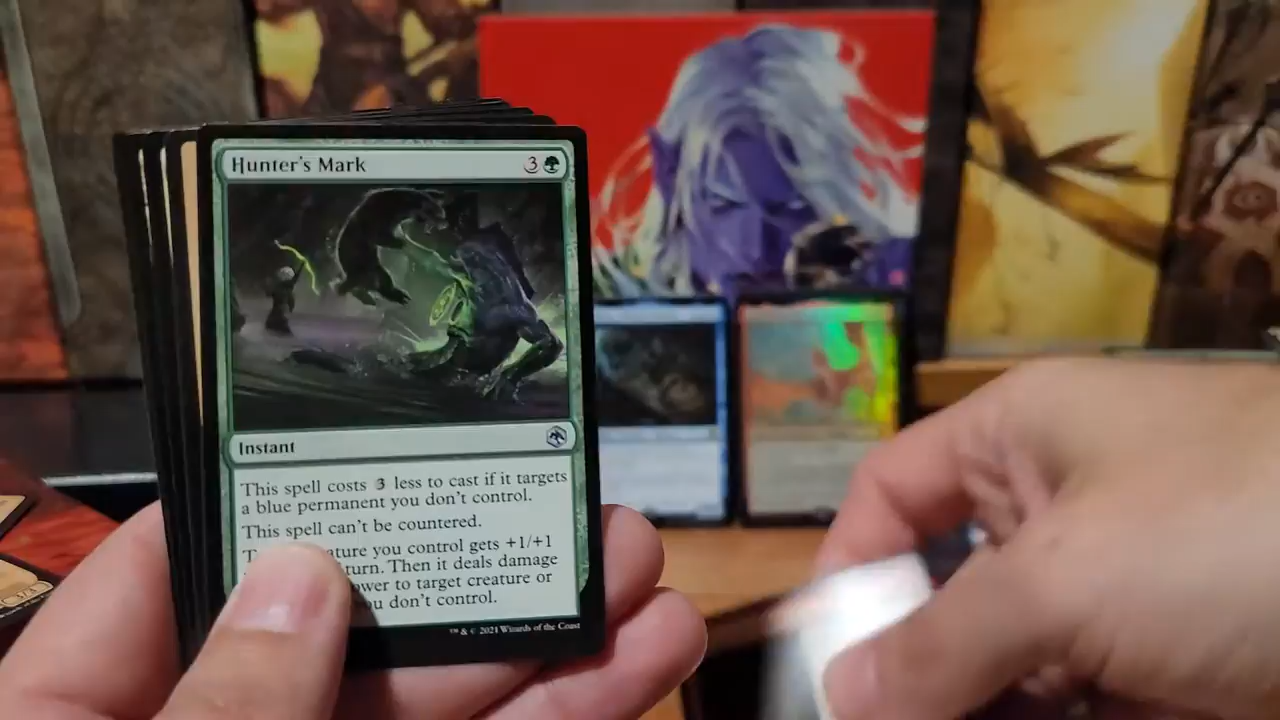 Hunter's Mark 3
Instant
This spell costs 3 less to cast if it targets
a blue permanent you don't control.
This spell can't be countered.
you control gets +1/+1
turn. Then it deals damage
to target creature or
you don't control.
™ & © 2021 Wizards of the Coast